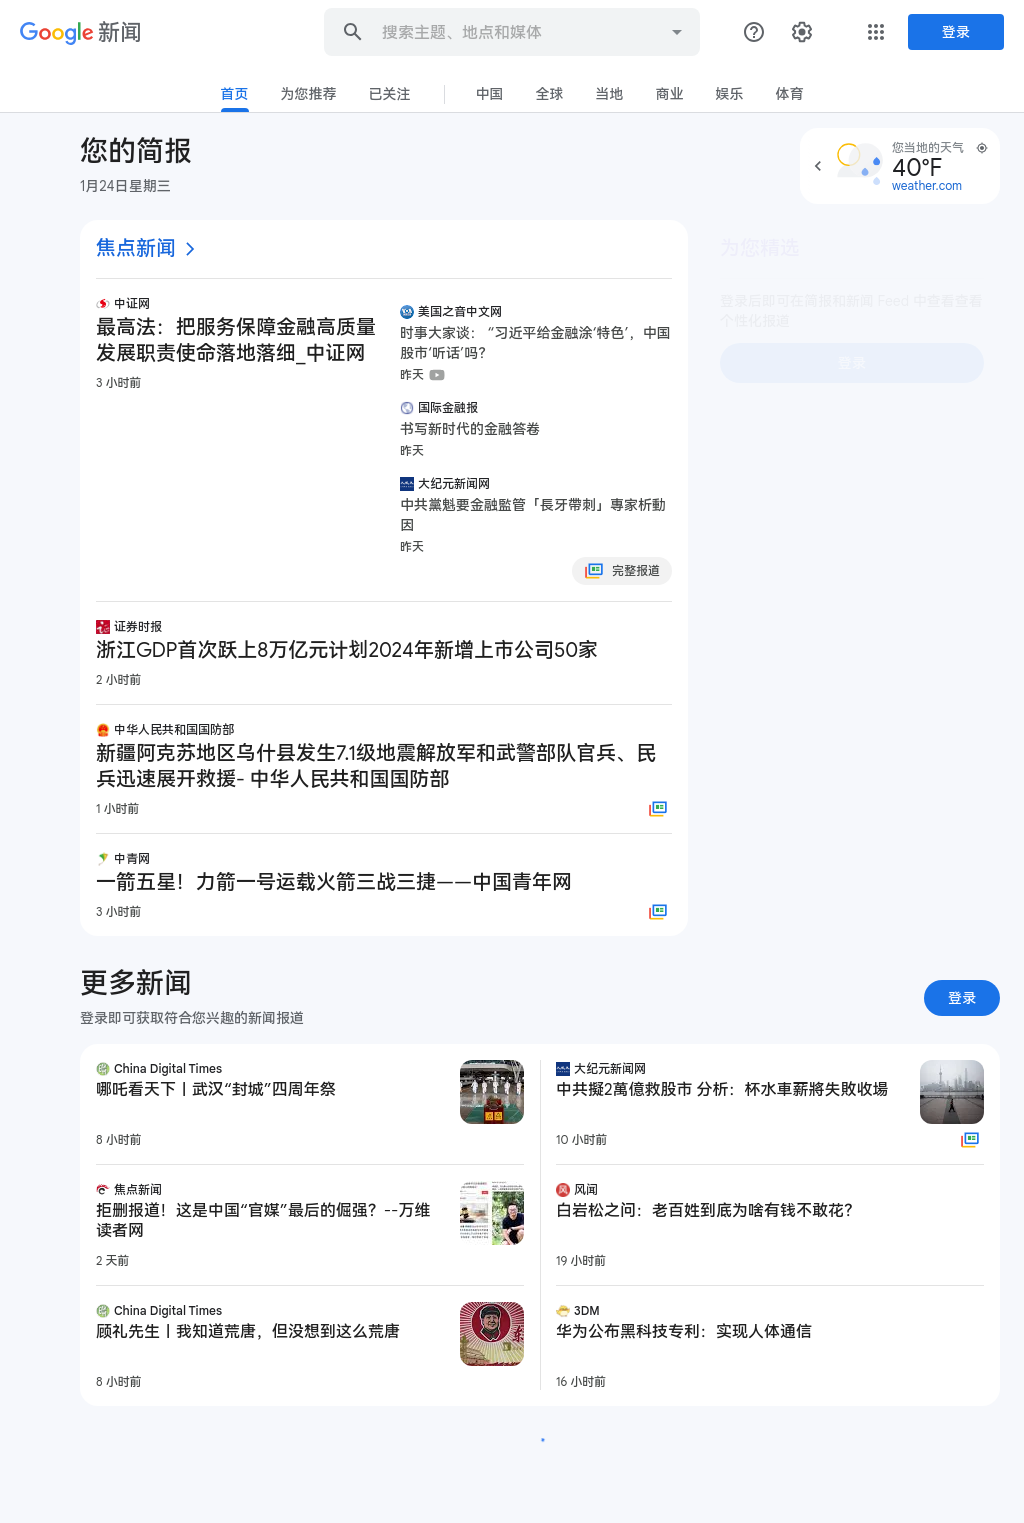 Google 新闻
搜索主题、地点和媒体
登录
首页
为您推荐
已关注
中国
全球
当地
商业
娱乐
体育
您的简报
1月24日星期三
您当地的天气
40°F
weather.com
焦点新闻
中证网
最高法：把服务保障金融高质量
发展职责使命落地落细_中证网
3 小时前
美国之音中文网
时事大家谈： “习近平给金融涂‘特色’，中国
股市‘听话’吗？
昨天
国际金融报
书写新时代的金融答卷
昨天
大纪元新闻网
中共黨魁要金融監管「長牙帶刺」專家析動
因
昨天
完整报道
证券时报
浙江GDP首次跃上8万亿元计划2024年新增上市公司50家
2 小时前
中华人民共和国国防部
新疆阿克苏地区乌什县发生7.1级地震解放军和武警部队官兵、民
兵迅速展开救援- 中华人民共和国国防部
1 小时前
中青网
一箭五星！力箭一号运载火箭三战三捷——中国青年网
3 小时前
为您精选
登录后即可在简报和新闻 Feed 中查看查看
个性化报道
登录
更多新闻
登录即可获取符合您兴趣的新闻报道
登录
China Digital Times
哪吒看天下丨武汉“封城”四周年祭
8 小时前
焦点新闻
拒删报道！这是中国“官媒”最后的倔强？--万维
读者网
2 天前
China Digital Times
顾礼先生丨我知道荒唐，但没想到这么荒唐
8 小时前
大纪元新闻网
中共擬2萬億救股市 分析：杯水車薪將失敗收場
10 小时前
风闻
白岩松之问：老百姓到底为啥有钱不敢花？
19 小时前
3DM
华为公布黑科技专利：实现人体通信
16 小时前